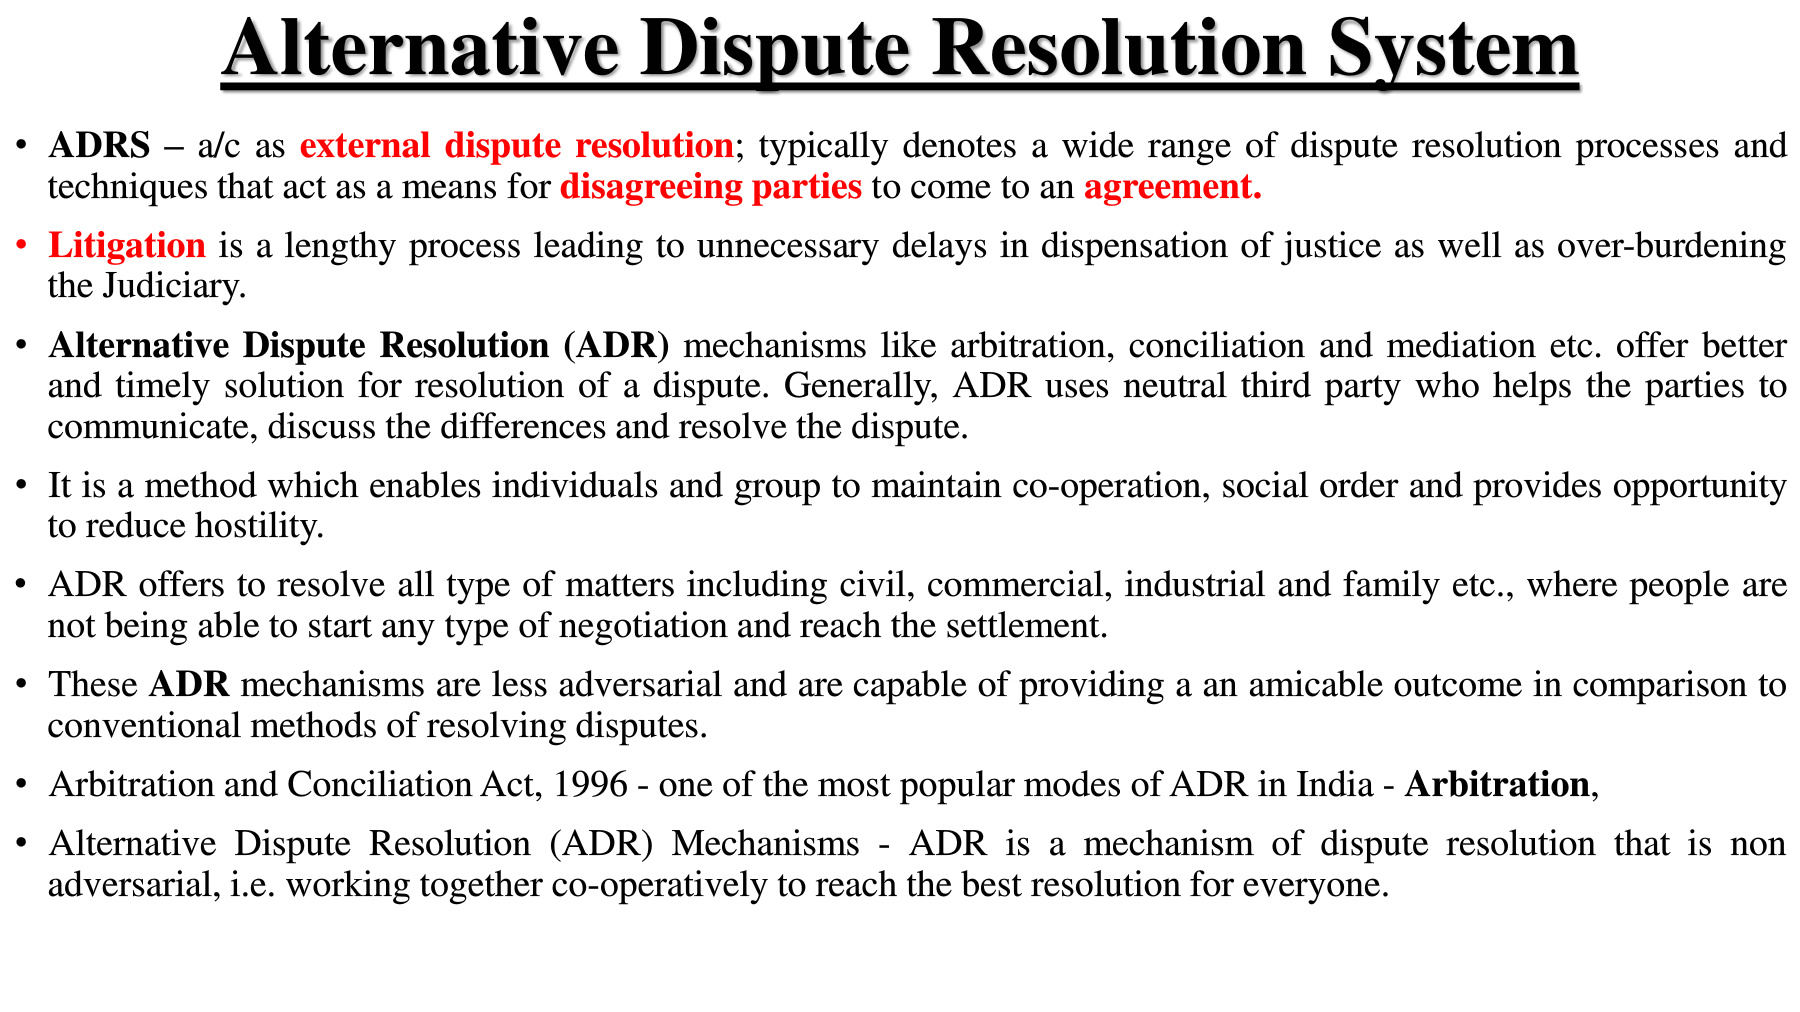 Alternative Dispute Resolution System
• ADRS – a/c as external dispute resolution; typically denotes a wide range of dispute resolution processes and
techniques that act as a means for disagreeing parties to come to an agreement.
• Litigation is a lengthy process leading to unnecessary delays in dispensation of justice as well as over-burdening
the Judiciary.
• Alternative Dispute Resolution (ADR) mechanisms like arbitration, conciliation and mediation etc. offer better
and timely solution for resolution of a dispute. Generally, ADR uses neutral third party who helps the parties to
communicate, discuss the differences and resolve the dispute.
• It is a method which enables individuals and group to maintain co-operation, social order and provides opportunity
to reduce hostility.
• ADR offers to resolve all type of matters including civil, commercial, industrial and family etc., where people are
not being able to start any type of negotiation and reach the settlement.
• These ADR mechanisms are less adversarial and are capable of providing a an amicable outcome in comparison to
conventional methods of resolving disputes.
• Arbitration and Conciliation Act, 1996 - one of the most popular modes of ADR in India - Arbitration,
• Alternative Dispute Resolution (ADR) Mechanisms - ADR is a mechanism of dispute resolution that is non
adversarial, i.e. working together co-operatively to reach the best resolution for everyone.